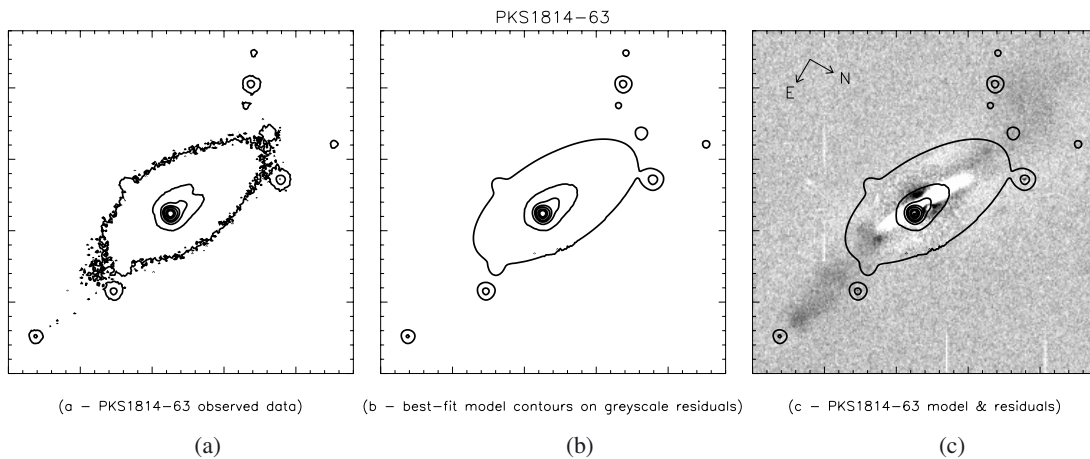 PKS1814−63
E
N
(a − PKS1814−63 observed data)
(b − best−fit model contours on greyscale residuals)
(c − PKS1814−63 model & residuals)
(a)
(b)
(c)